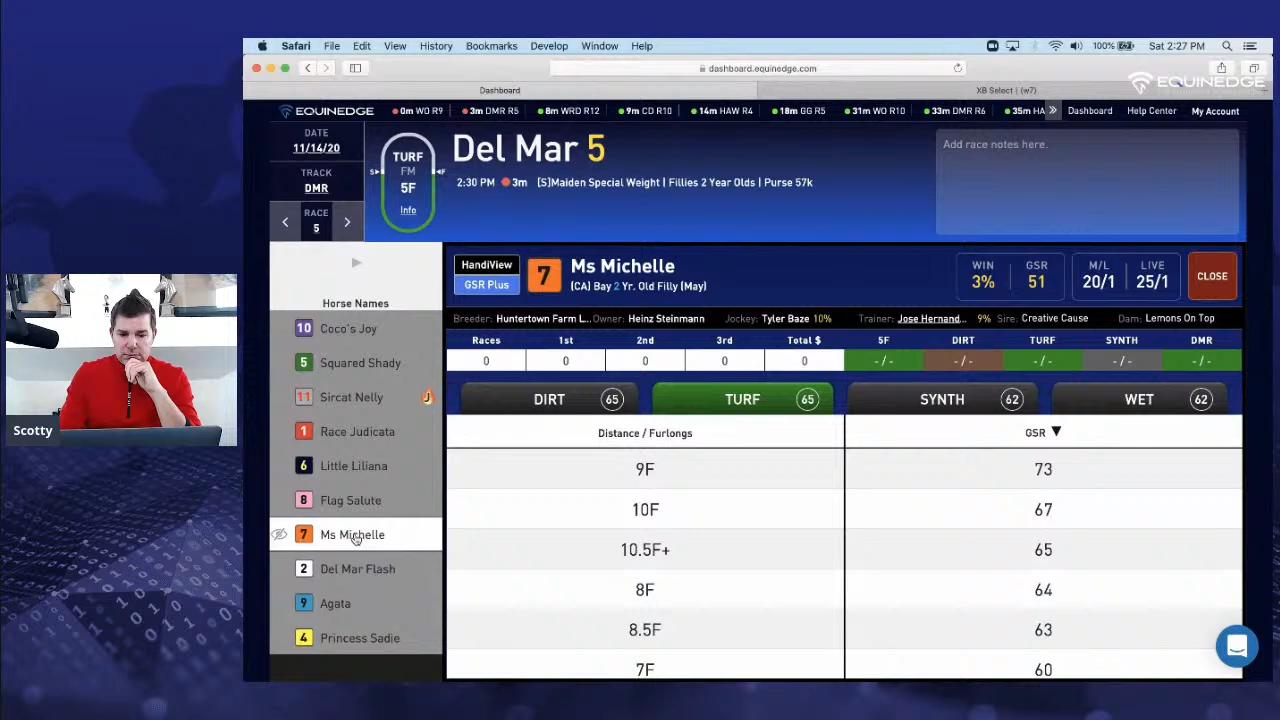 Safari File Edit View History Bookmarks Develop Window Help 100% Sat 2:27 PM
dashboard.equinedge.com
Dashboard XB Select | (w7)
EQUINEDGE
EQUINEDGE 0m WO R9 3m DMR R5 8m WRD R12 9m CD R10 14m HAW R4 18m GG R5 31m WO R10 33m DMR R6 35m HA Dashboard Help Center My Account
DATE
11/14/20
TRACK
DMR
RACE
5
TURF
FM
S F
5F
Info
Del Mar 5
2:30 PM 3m [S]Maiden Special Weight | Fillies 2 Year Olds | Purse 57k
Add race notes here.
HandiView
GSR Plus
7
Ms Michelle
(CA) Bay 2 Yr. Old Filly (May)
WIN GSR
3% 51
M/L LIVE
20/1 25/1
CLOSE
Breeder: Huntertown Farm L... Owner: Heinz Steinmann Jockey: Tyler Baze 10% Trainer: Jose Hernand... 9% Sire: Creative Cause Dam: Lemons On Top
Races 1st 2nd 3rd Total $ 5F DIRT TURF SYNTH DMR
0 0 0 0 0 - / - - / - - / - - / - - / -
DIRT 65 TURF 65 SYNTH 62 WET 62
Distance / Furlongs GSR ▼
9F 73
10F 67
10.5F+ 65
8F 64
8.5F 63
7F 60
Horse Names
10 Coco's Joy
5 Squared Shady
11 Sircat Nelly J
1 Race Judicata
6 Little Liliana
8 Flag Salute
7 Ms Michelle
2 Del Mar Flash
9 Agata
4 Princess Sadie
Scotty